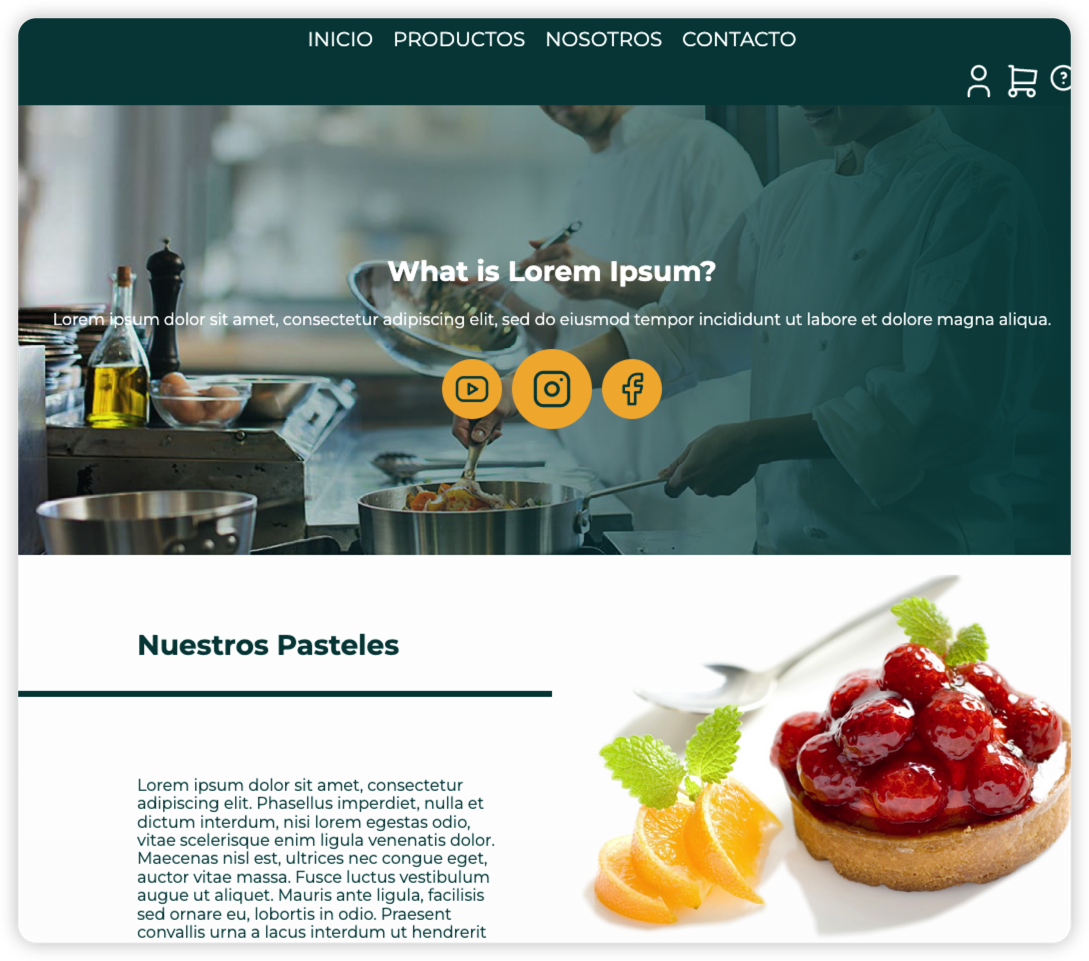 INICIO PRODUCTOS NOSOTROS CONTACTO
What is Lorem Ipsum?
Lorem ipsum dolor sit amet, consectetur adipiscing elit, sed do eiusmod tempor incididunt ut labore et dolore magna aliqua.
Nuestros Pasteles
Lorem ipsum dolor sit amet, consectetur
adipiscing elit. Phasellus imperdiet, nulla et
dictum interdum, nisi lorem egestas odio,
vitae scelerisque enim ligula venenatis dolor.
Maecenas nisl est, ultrices nec congue eget,
auctor vitae massa. Fusce luctus vestibulum
augue ut aliquet. Mauris ante ligula, facilisis
sed ornare eu, lobortis in odio. Praesent
convallis urna a lacus interdum ut hendrerit